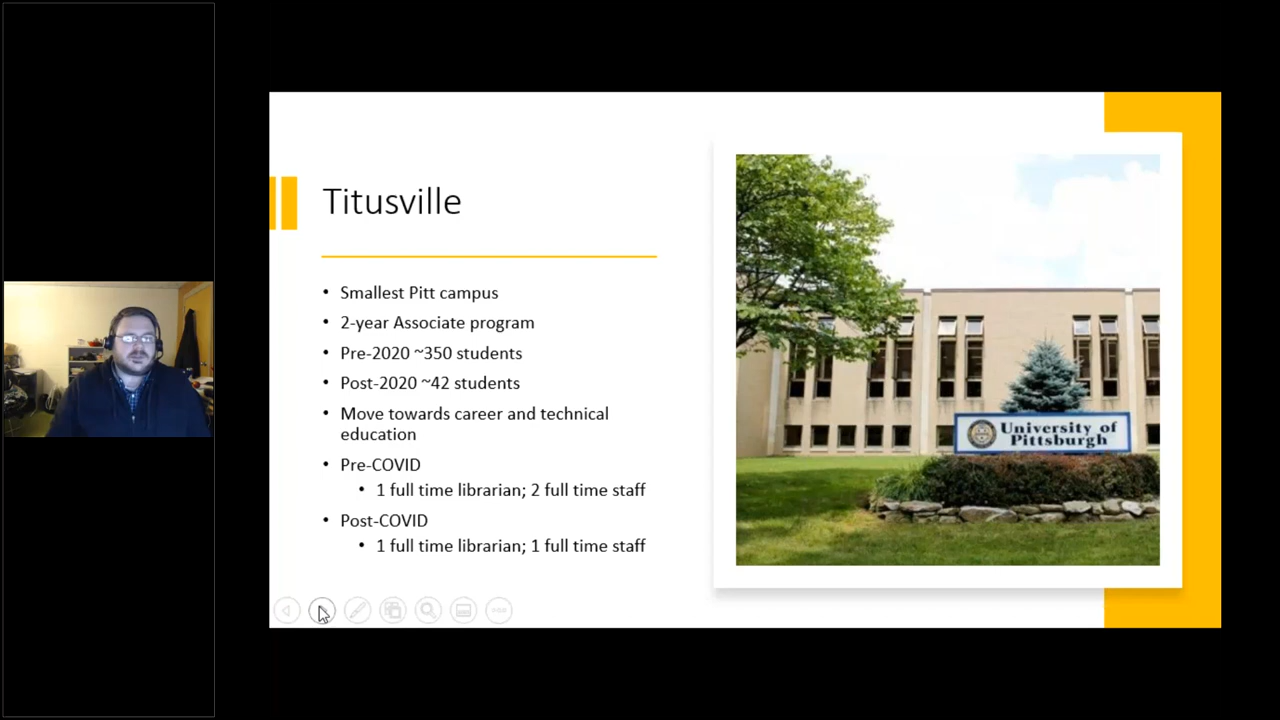 Titusville
• Smallest Pitt campus
• 2-year Associate program
• Pre-2020 ~350 students
• Post-2020 ~42 students
• Move towards career and technical
education
• Pre-COVID
• 1 full time librarian; 2 full time staff
• Post-COVID
• 1 full time librarian; 1 full time staff
University of
Pittsburgh